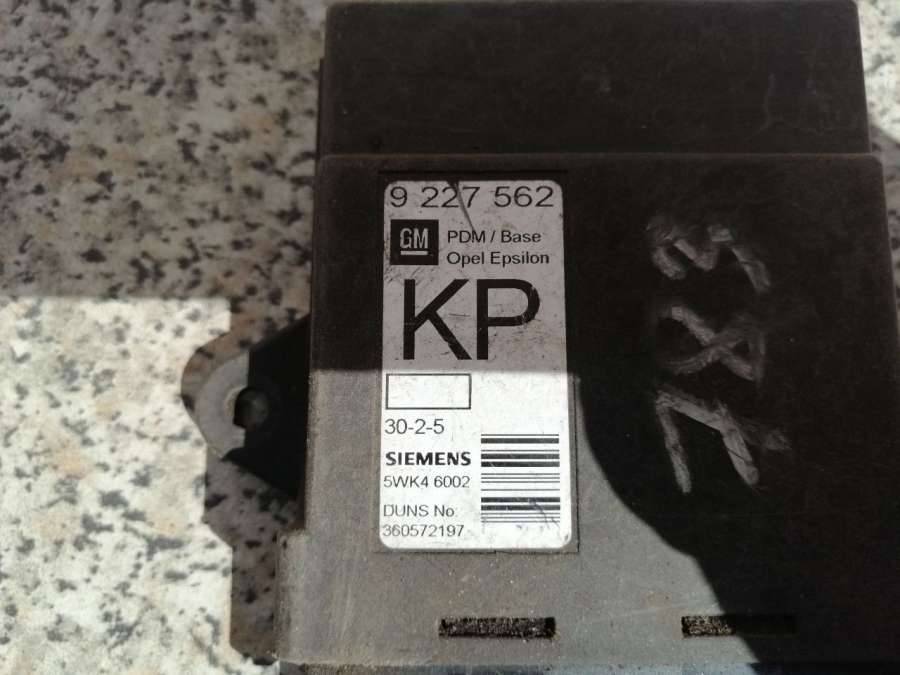 9 227 562
GM
PDM / Base
Opel Epsilon
KP
30-2-5
SIEMENS
5WK4 6002
DUNS No:
360572197